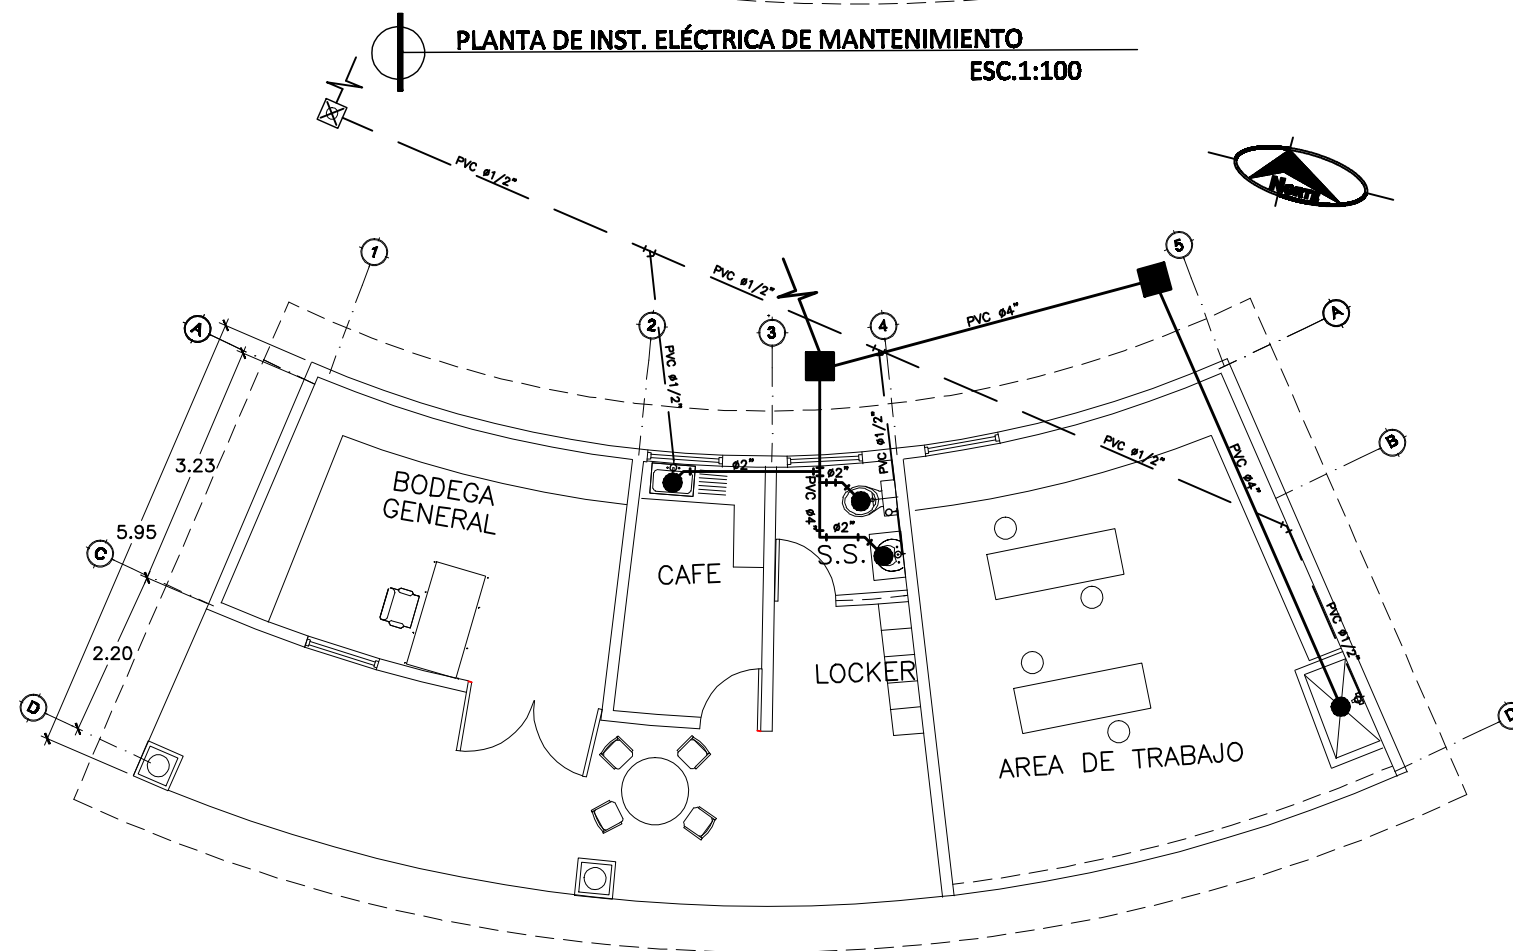 PLANTA DE INST. ELÉCTRICA DE MANTENIMIENTO
ESC.1:100
PVC ø1/2"
NORTE
1
5
PVC ø1/2"
A
2
3
4
PVC ø4"
A
PVC ø1/2"
B
3.23
BODEGA
GENERAL
ø2"
ø2"
PVC ø1/2"
PVC ø1/2"
PVC ø4"
PVC ø4"
ø2"
5.95
C
S.S.
CAFE
2.20
LOCKER
PVC ø1/2"
D
D
AREA DE TRABAJO